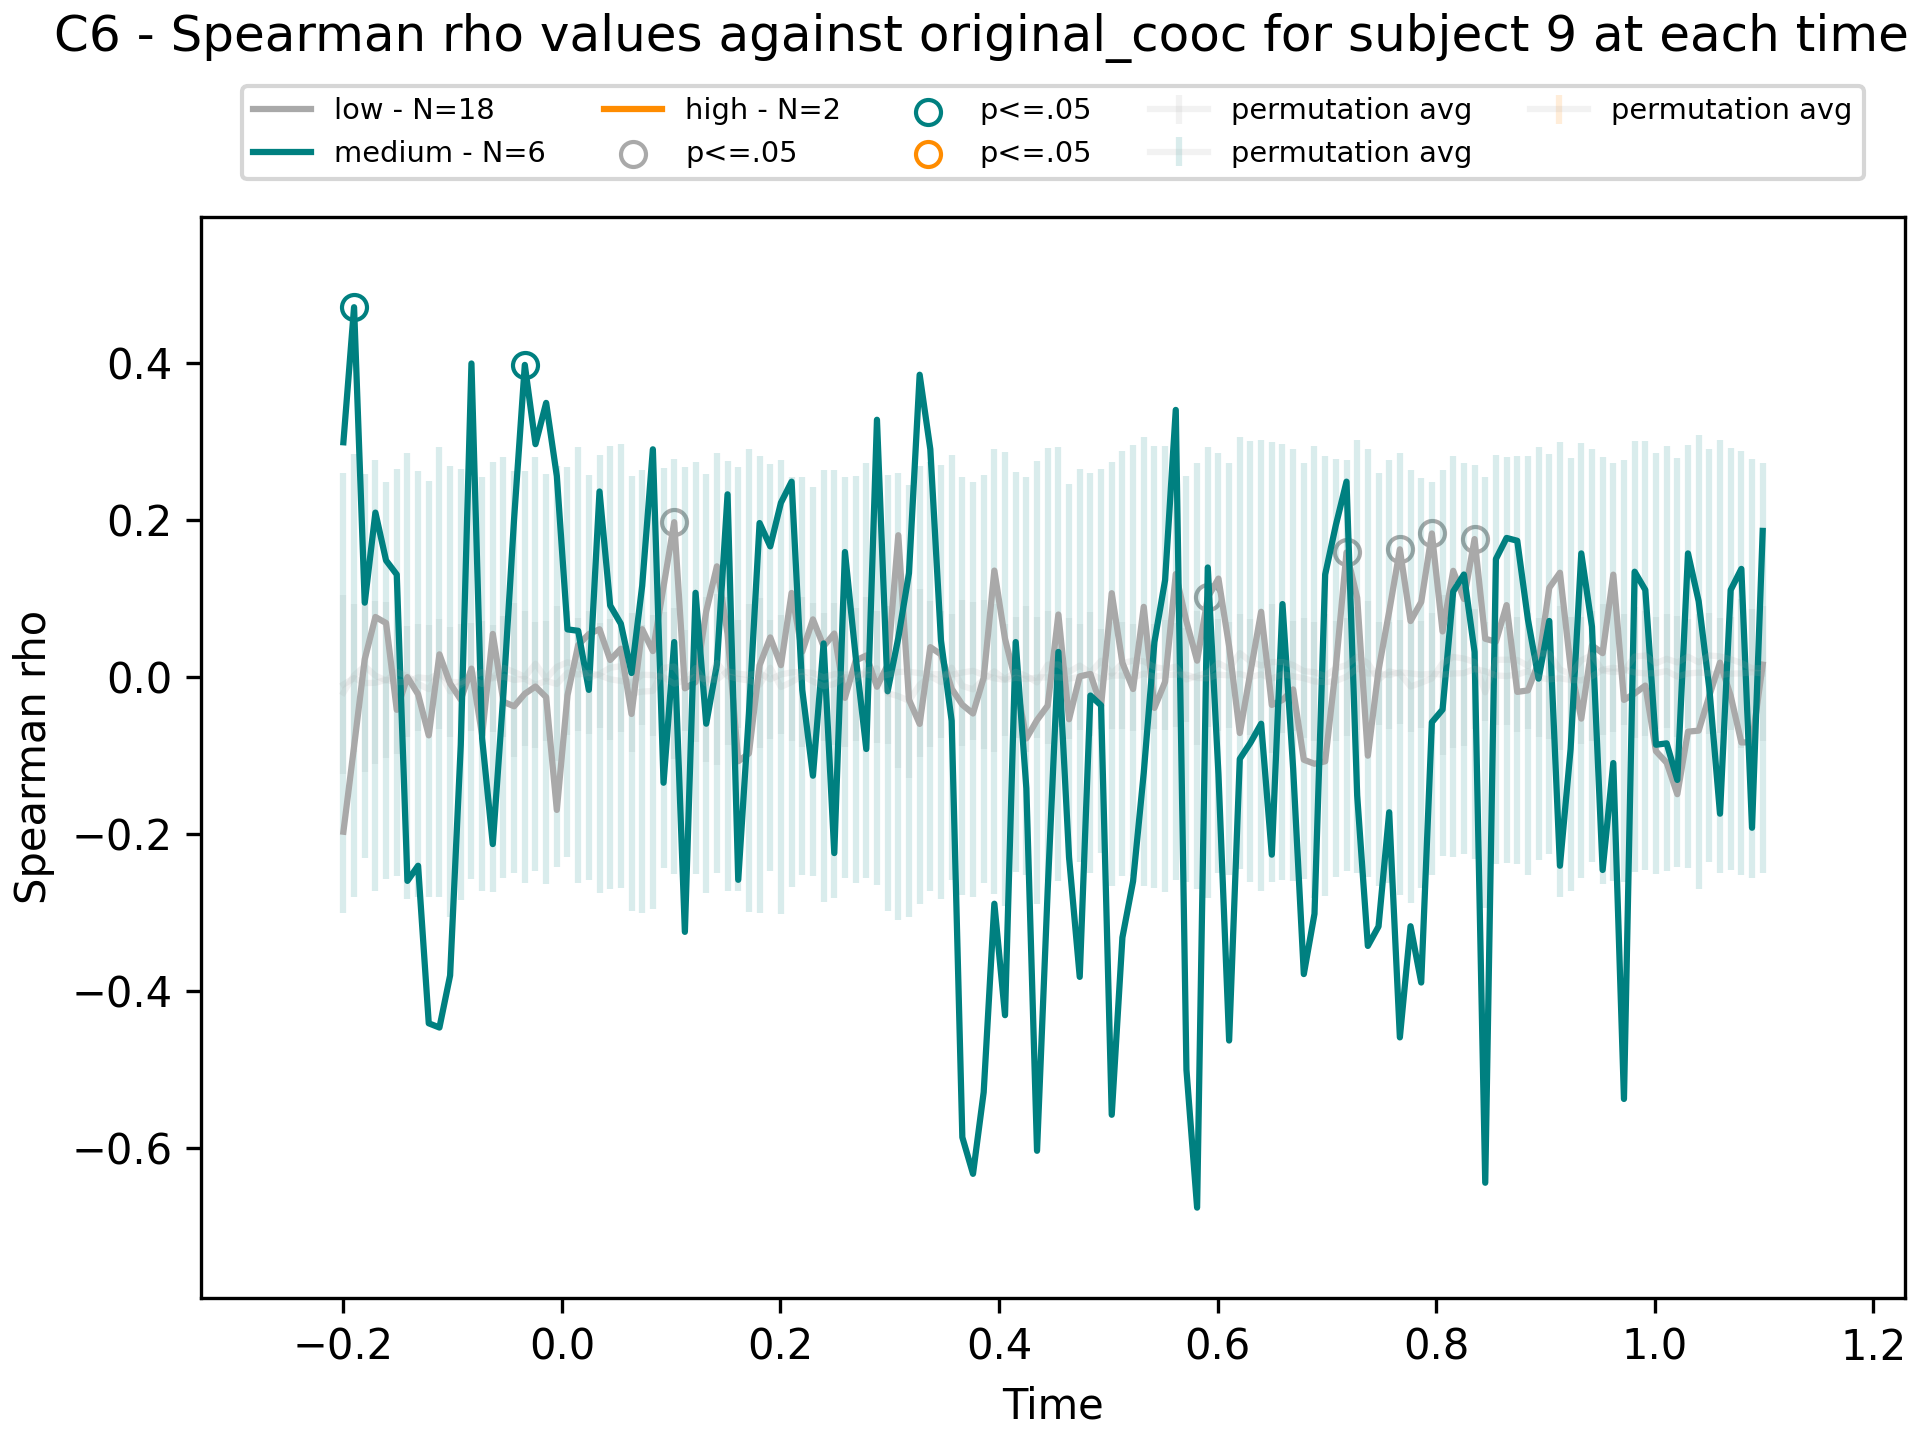 C6 - Spearman rho values against original_cooc for subject 9 at each time
low - N=18 high - N=2 p<=.05 permutation avg permutation avg
medium - N=6 p<=.05 p<=.05 permutation avg
Spearman rho
0.4
0.2
0.0
−0.2
−0.4
−0.6
−0.2 0.0 0.2 0.4 0.6 0.8 1.0 1.2
Time